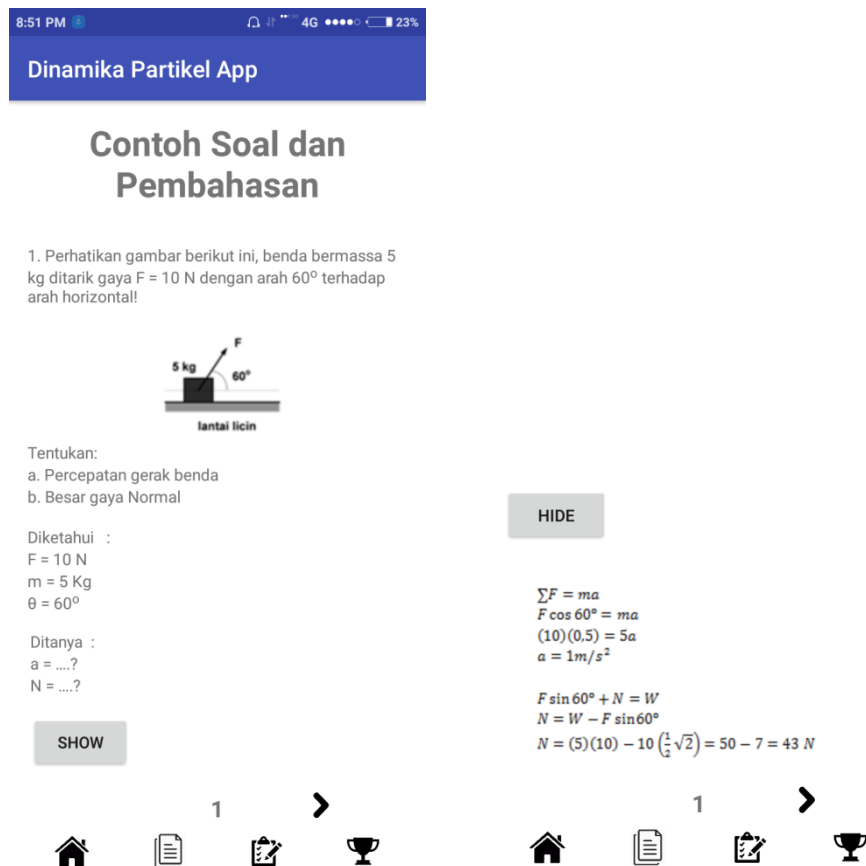 8:51 PM 4G 23%
Dinamika Partikel App
Contoh Soal dan
Pembahasan
1. Perhatikan gambar berikut ini, benda bermassa 5
kg ditarik gaya F = 10 N dengan arah 60⁰ terhadap
arah horizontal!
F
5 kg
60°
lantai licin
Tentukan:
a. Percepatan gerak benda
b. Besar gaya Normal
Diketahui :
F = 10 N
m = 5 Kg
θ = 60⁰
Ditanya :
a = ....?
N = ....?
SHOW
1
HIDE
∑F = ma
F cos 60° = ma
(10)(0,5) = 5a
a = 1m/s²
F sin 60° + N = W
N = W − F sin60°
N = (5)(10) − 10 (½√2) = 50 − 7 = 43 N
1